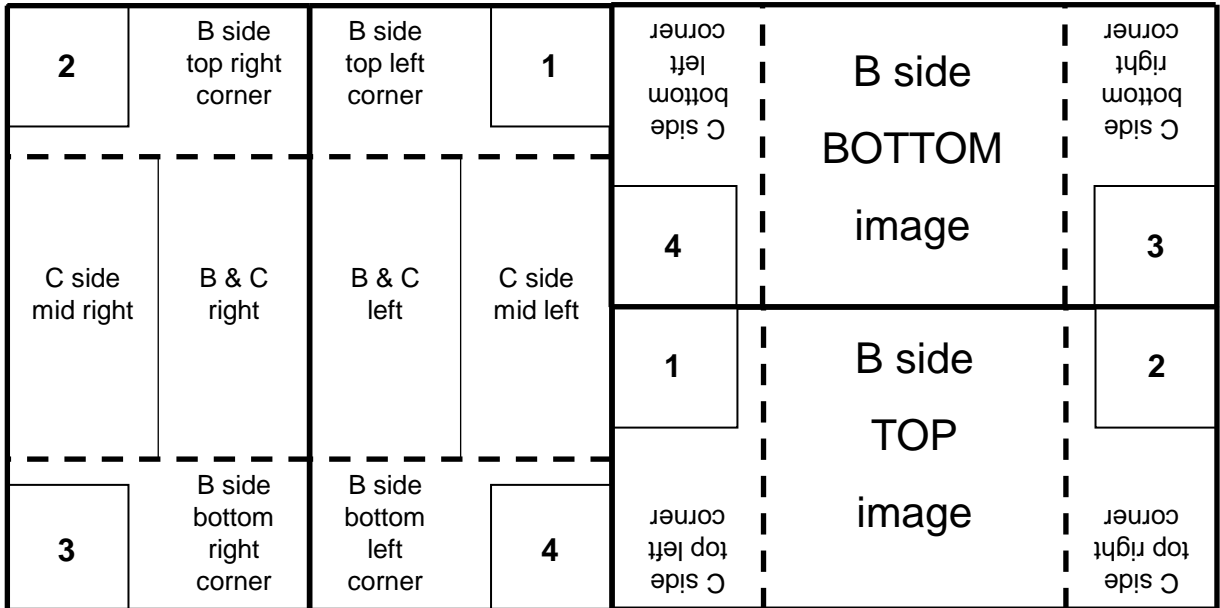 2
B side
top right
corner
B side
top left
corner
1
C side
bottom
left
corner
B side
BOTTOM
image
C side
bottom
right
corner
4
3
C side
mid right
B & C
right
B & C
left
C side
mid left
1
B side
TOP
image
2
3
B side
bottom
right
corner
B side
bottom
left
corner
4
C side
top left
corner
C side
top right
corner